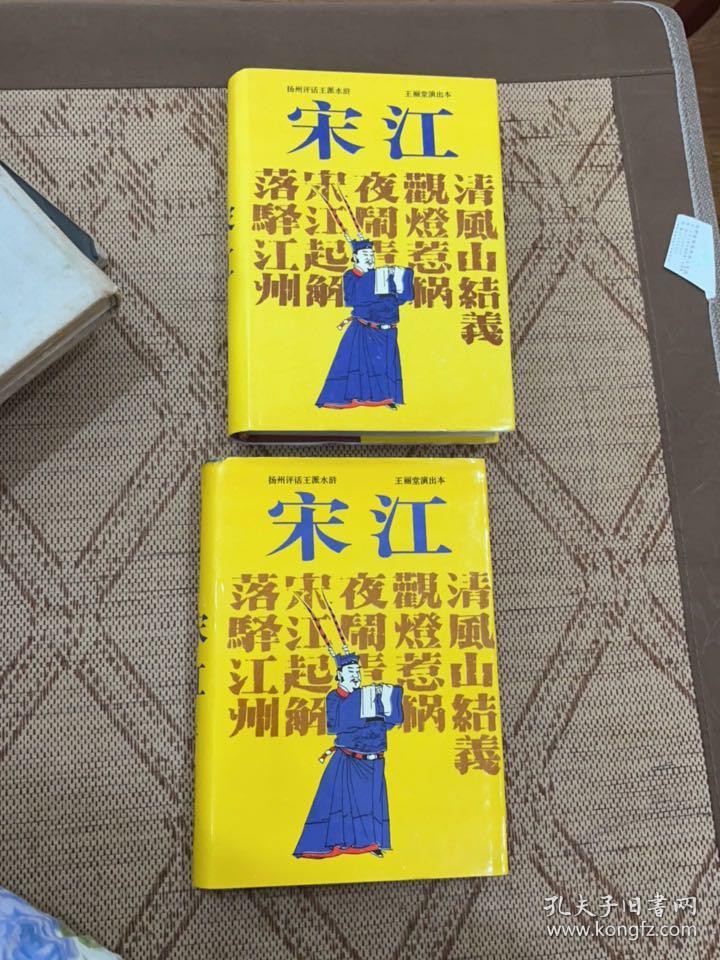 扬州评话王派水浒
王丽堂演出本
宋江
清風山結義
觀燈惹禍
夜鬧青
宋江起解
落驛江州
扬州评话王派水浒
王丽堂演出本
宋江
清風山結義
觀燈惹禍
夜鬧青
宋江起解
落驛江州
宋江
孔夫子旧书网
www.kongfz.com